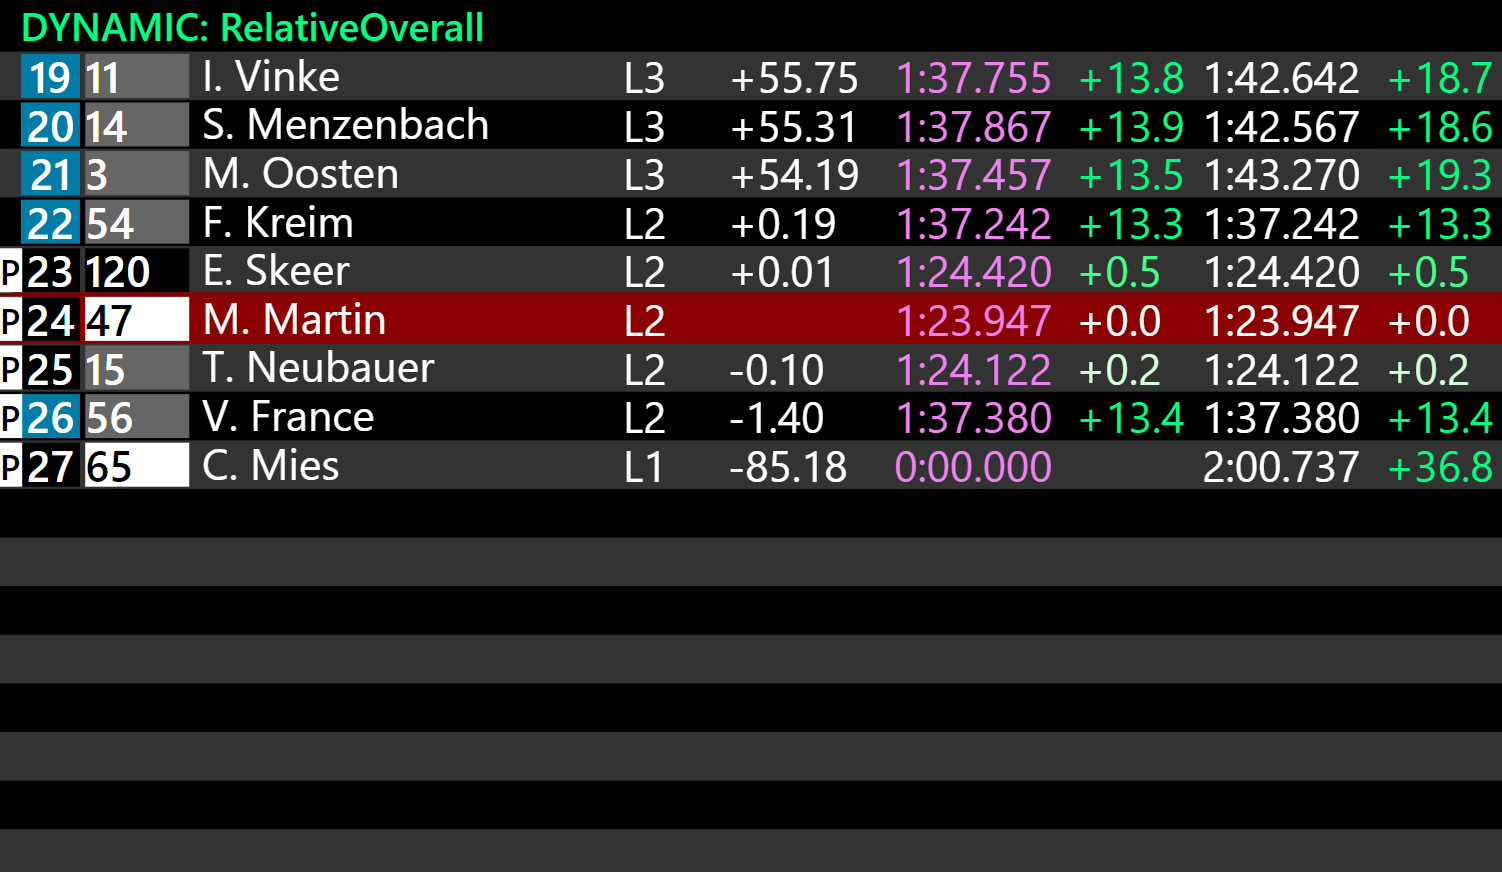 DYNAMIC: RelativeOverall
19 11 I. Vinke L3 +55.75 1:37.755 +13.8 1:42.642 +18.7
20 14 S. Menzenbach L3 +55.31 1:37.867 +13.9 1:42.567 +18.6
21 3 M. Oosten L3 +54.19 1:37.457 +13.5 1:43.270 +19.3
22 54 F. Kreim L2 +0.19 1:37.242 +13.3 1:37.242 +13.3
P 23 120 E. Skeer L2 +0.01 1:24.420 +0.5 1:24.420 +0.5
P 24 47 M. Martin L2 1:23.947 +0.0 1:23.947 +0.0
P 25 15 T. Neubauer L2 -0.10 1:24.122 +0.2 1:24.122 +0.2
P 26 56 V. France L2 -1.40 1:37.380 +13.4 1:37.380 +13.4
P 27 65 C. Mies L1 -85.18 0:00.000 2:00.737 +36.8